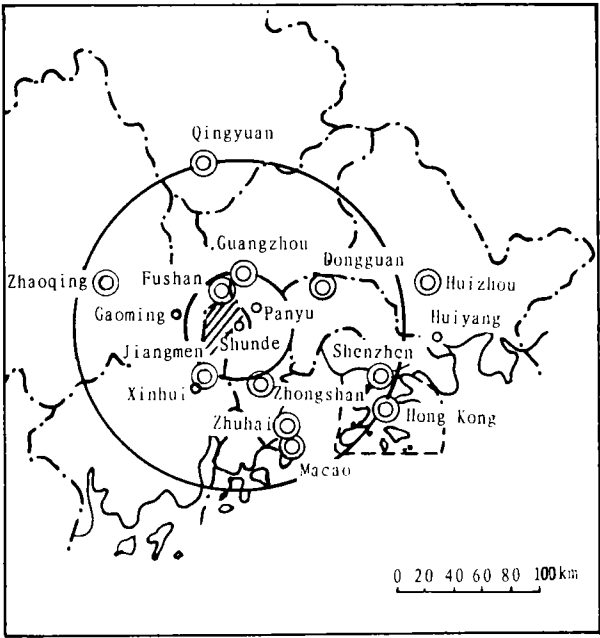 Qingyuan
Guangzhou
Zhaoqing
Fushan
Dongguan
Huizhou
Gaoming
Panyu
Huiyang
Jiangmen
Shunde
Shenzhen
Xinhui
Zhongshan
Hong Kong
Zhuhai
Macao
0 20 40 60 80 100km